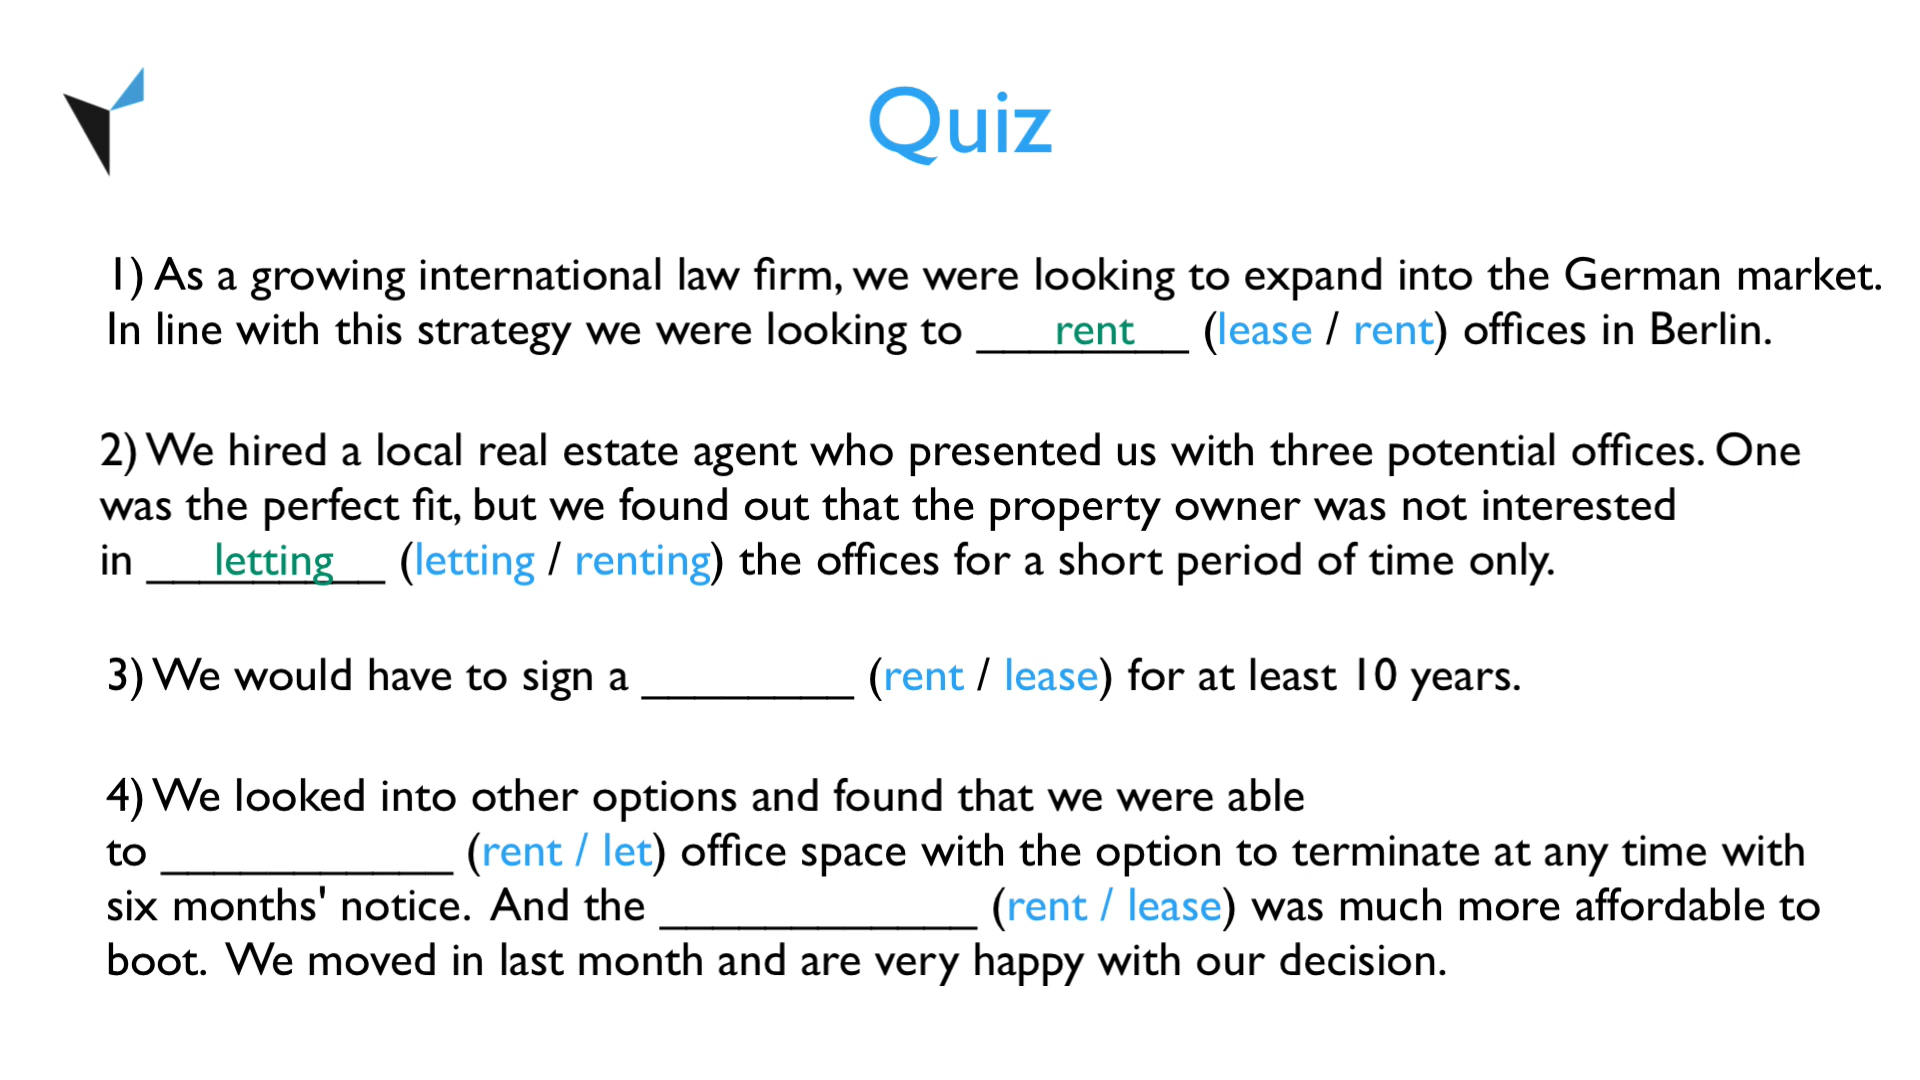 Quiz
1) As a growing international law firm, we were looking to expand into the German market.
In line with this strategy we were looking to ________ rent (lease / rent) offices in Berlin.
2) We hired a local real estate agent who presented us with three potential offices. One
was the perfect fit, but we found out that the property owner was not interested
in _________ letting (letting / renting) the offices for a short period of time only.
3) We would have to sign a ________ (rent / lease) for at least 10 years.
4) We looked into other options and found that we were able
to ___________ (rent / let) office space with the option to terminate at any time with
six months' notice. And the ____________ (rent / lease) was much more affordable to
boot. We moved in last month and are very happy with our decision.